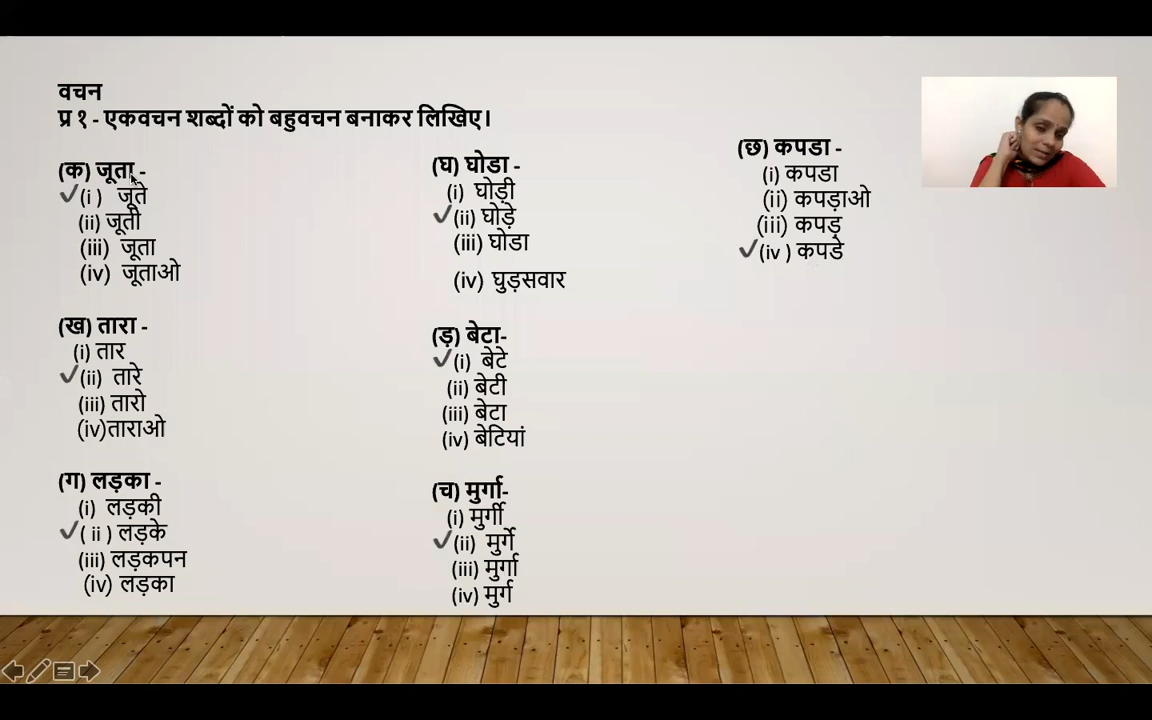 वचन
प्र १ - एकवचन शब्दों को बहुवचन बनाकर लिखिए।
(क) जूता -
✓(i ) जूते
(ii) जूती
(iii) जूता
(iv) जूताओ
(ख) तारा -
(i) तार
✓(ii) तारे
(iii) तारो
(iv)ताराओ
(ग) लड़का -
(i) लड़की
✓( ii ) लड़के
(iii) लड़कपन
(iv) लड़का
(घ) घोडा -
(i) घोड़ी
✓(ii) घोड़े
(iii) घोडा
(iv) घुड़सवार
(ड़) बेटा-
✓(i) बेटे
(ii) बेटी
(iii) बेटा
(iv) बेटियां
(च) मुर्गा-
(i) मुर्गी
✓(ii) मुर्गे
(iii) मुर्गा
(iv) मुर्ग
(छ) कपडा -
(i) कपडा
(ii) कपड़ाओ
(iii) कपड़
✓(iv ) कपडे